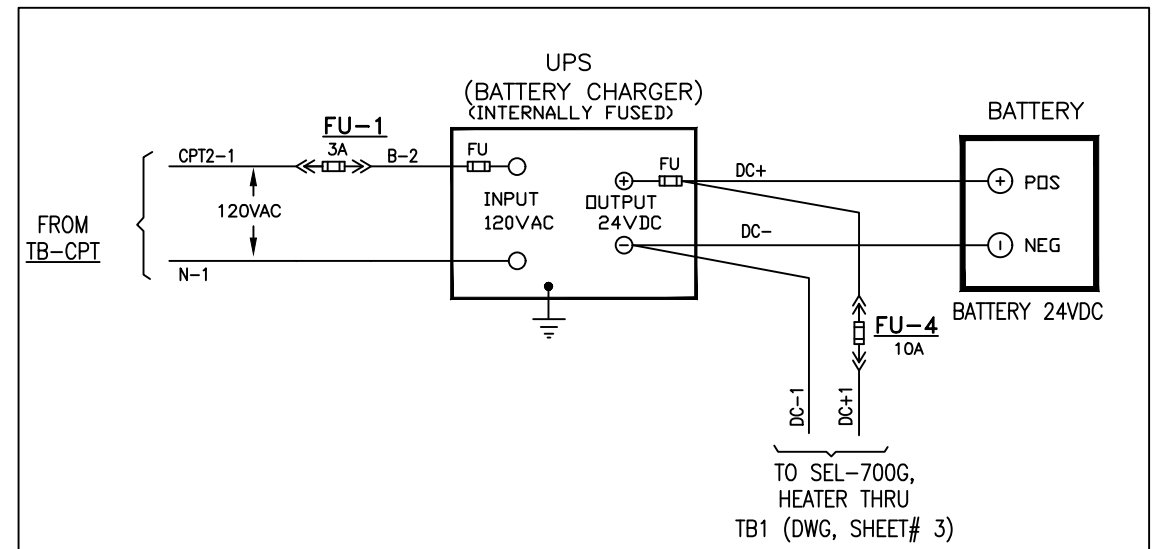 UPS
(BATTERY CHARGER)
(INTERNALLY FUSED)
BATTERY
FU-1
3A
CPT2-1
B-2
FU
FU
DC+
POS
INPUT
120VAC
OUTPUT
24VDC
120VAC
FROM
TB-CPT
DC-
NEG
N-1
BATTERY 24VDC
FU-4
10A
DC-1
DC+1
TO SEL-700G,
HEATER THRU
TB1 (DWG, SHEET# 3)